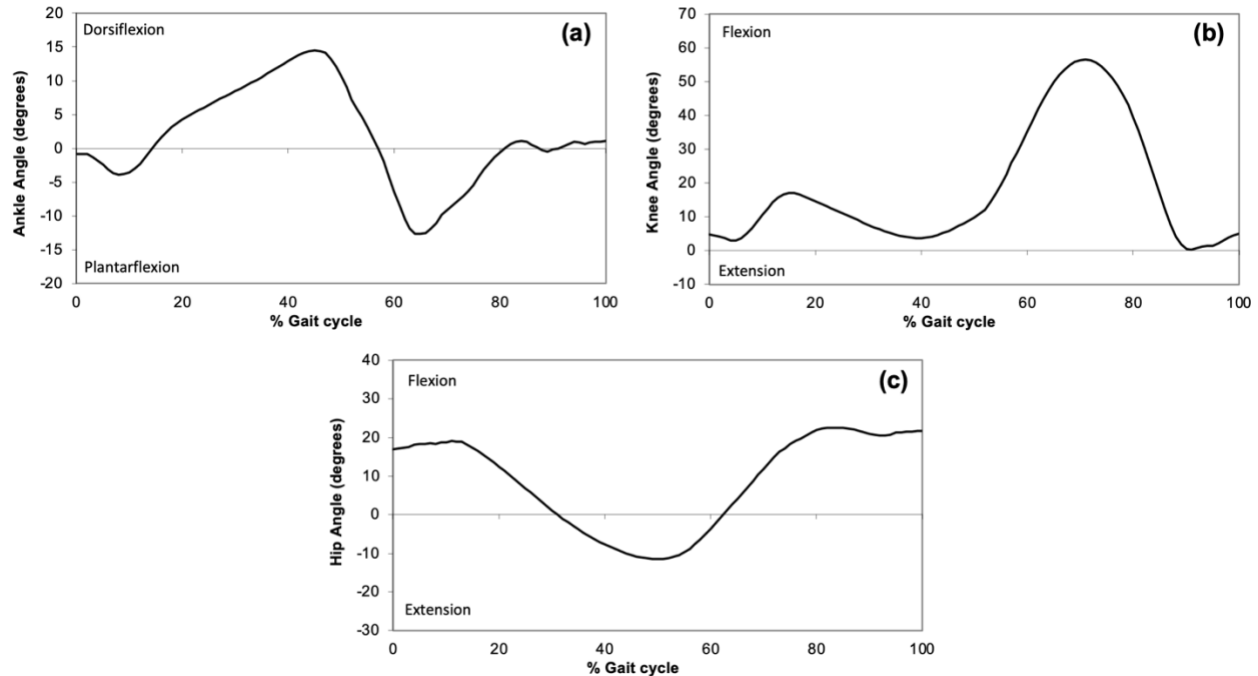 (a)
Dorsiflexion
Plantarflexion
Ankle Angle (degrees)
20
15
10
5
0
-5
-10
-15
-20
0 20 40 60 80 100
% Gait cycle
(b)
Flexion
Extension
Knee Angle (degrees)
70
60
50
40
30
20
10
0
-10
0 20 40 60 80 100
% Gait cycle
(c)
Flexion
Extension
Hip Angle (degrees)
40
30
20
10
0
-10
-20
-30
0 20 40 60 80 100
% Gait cycle